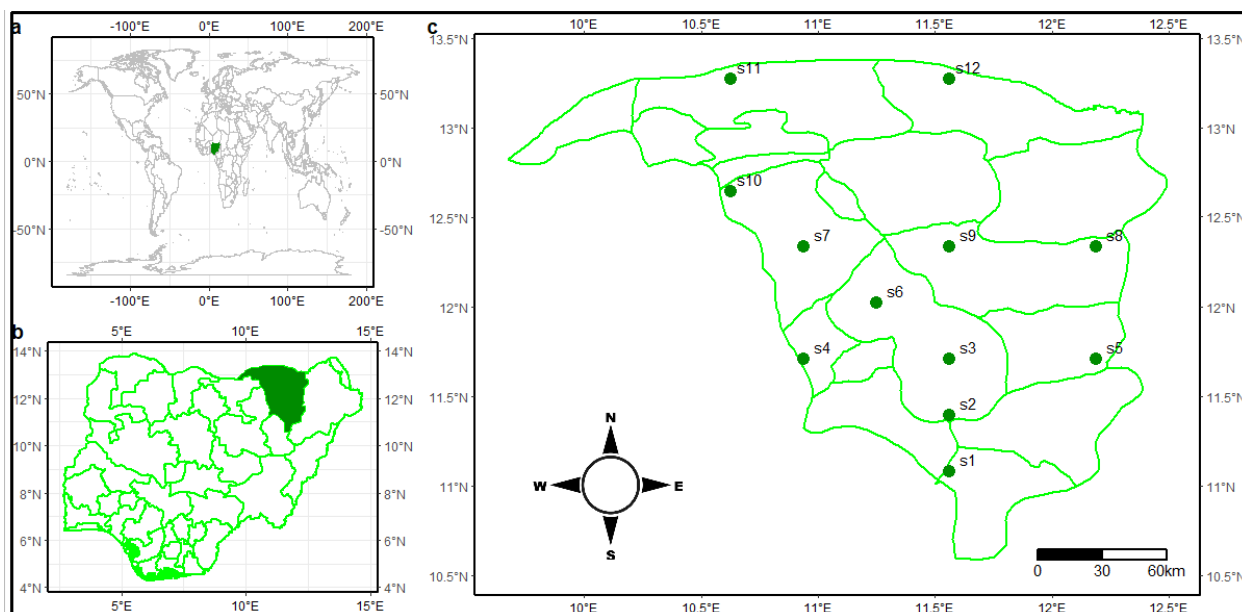 a
-100°E 0°E 100°E 200°E
50°N 50°N
0°N 0°N
-50°N -50°N
-100°E 0°E 100°E 200°E
b
5°E 10°E 15°E
14°N 14°N
12°N 12°N
10°N 10°N
8°N 8°N
6°N 6°N
4°N 4°N
5°E 10°E 15°E
c
10°E 10.5°E 11°E 11.5°E 12°E 12.5°E
13.5°N 13.5°N
s11 s12
13°N 13°N
s10
12.5°N 12.5°N
s7 s9 s8
s6
12°N 12°N
s4 s3 s5
11.5°N 11.5°N
s2
N
s1
W E
11°N 11°N
S
0 30 60km
10.5°N 10.5°N
10°E 10.5°E 11°E 11.5°E 12°E 12.5°E